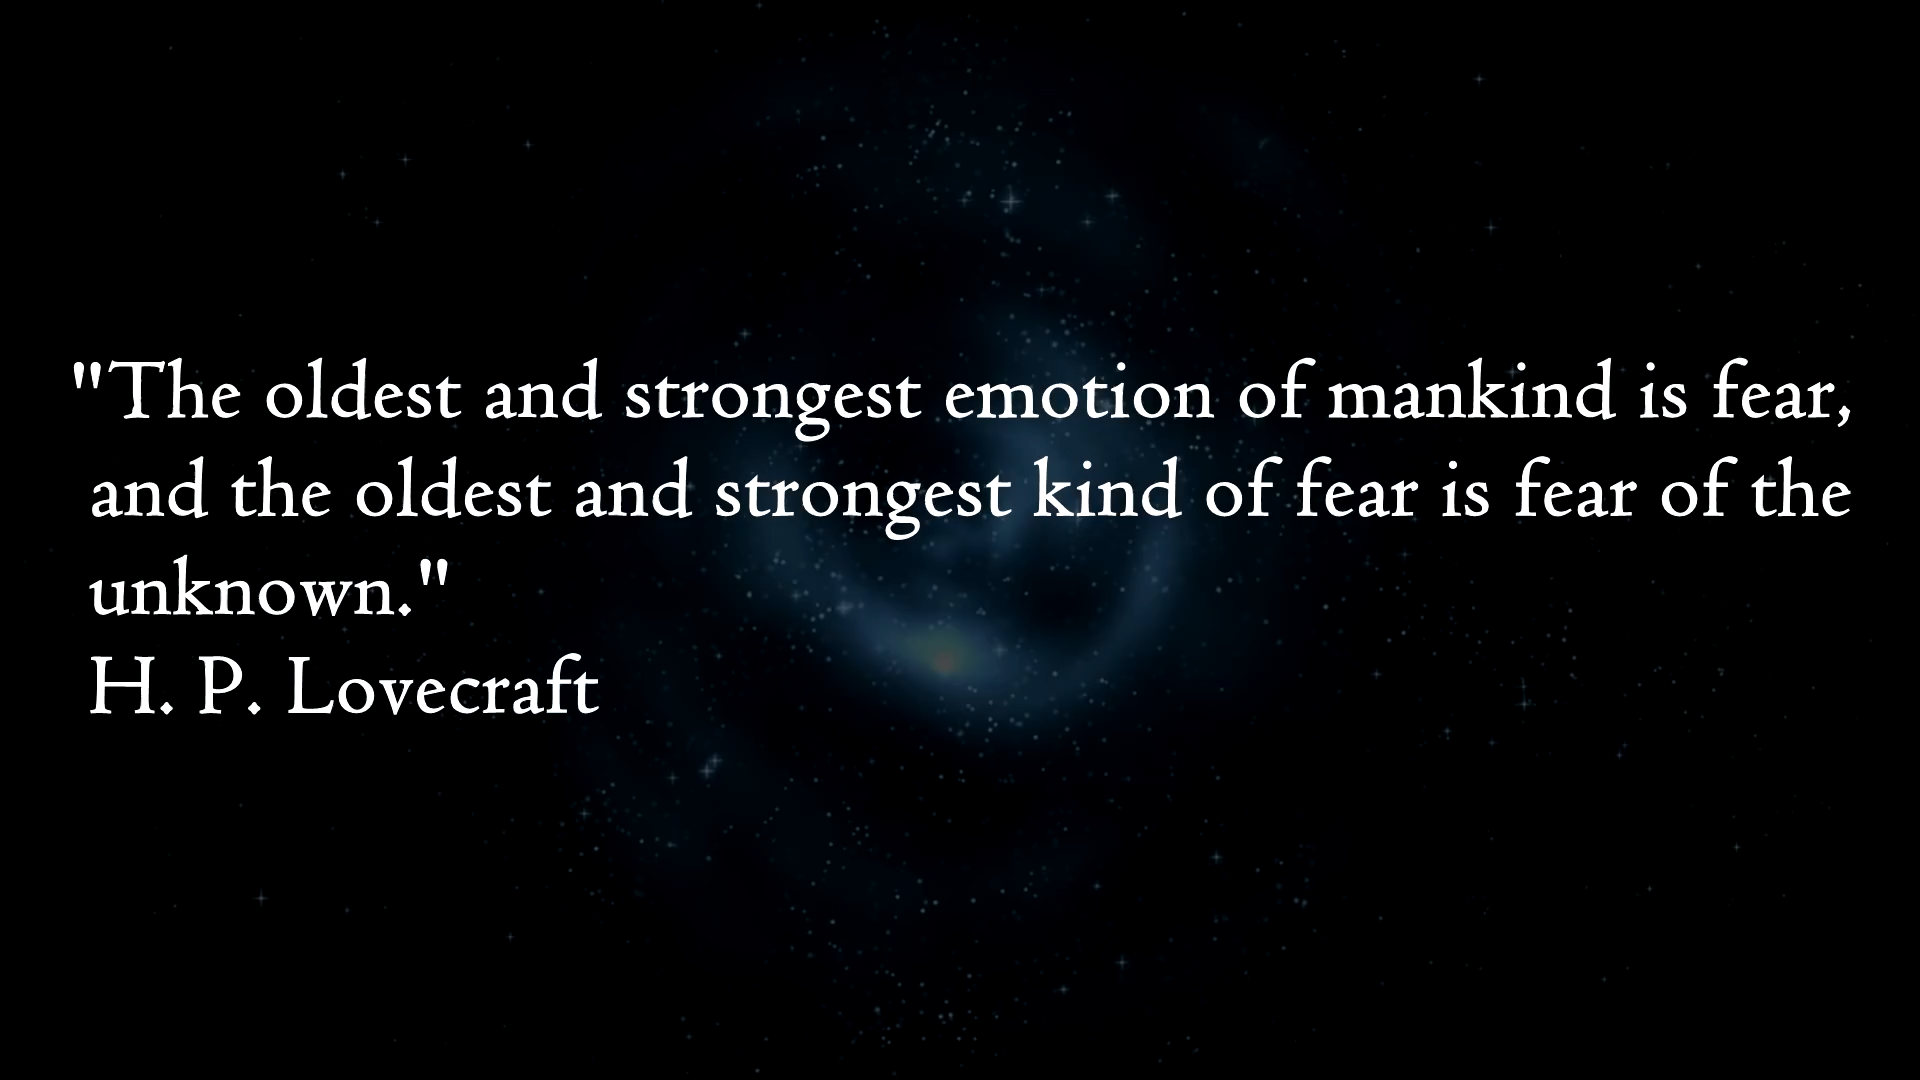 "The oldest and strongest emotion of mankind is fear,
and the oldest and strongest kind of fear is fear of the
unknown."
H. P. Lovecraft